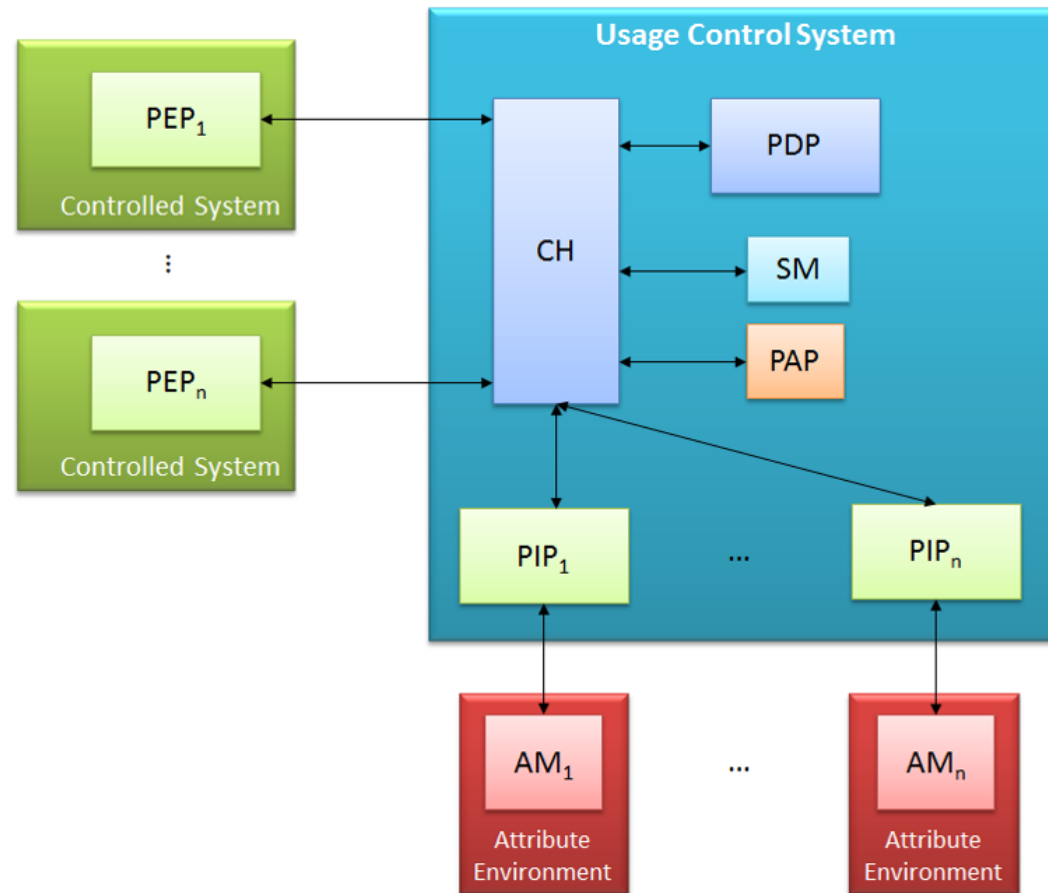 Usage Control System
PEP₁
Controlled System
⋮
PEPₙ
Controlled System
CH
PDP
SM
PAP
PIP₁
...
PIPₙ
AM₁
Attribute
Environment
...
AMₙ
Attribute
Environment